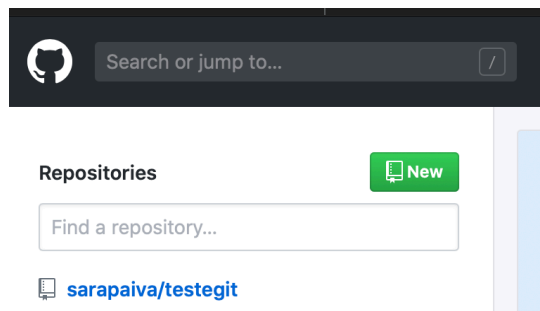 Search or jump to... /
Repositories New
Find a repository...
sarapaiva/testegit